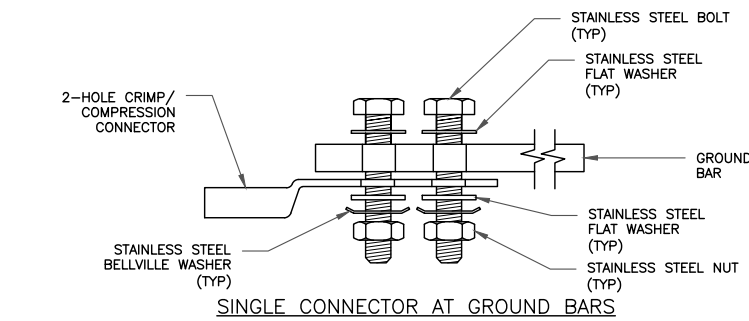 STAINLESS STEEL BOLT
(TYP)
STAINLESS STEEL
FLAT WASHER
(TYP)
2-HOLE CRIMP/
COMPRESSION
CONNECTOR
GROUND
BAR
STAINLESS STEEL
FLAT WASHER
(TYP)
STAINLESS STEEL
BELLVILLE WASHER
(TYP)
STAINLESS STEEL NUT
(TYP)
SINGLE CONNECTOR AT GROUND BARS